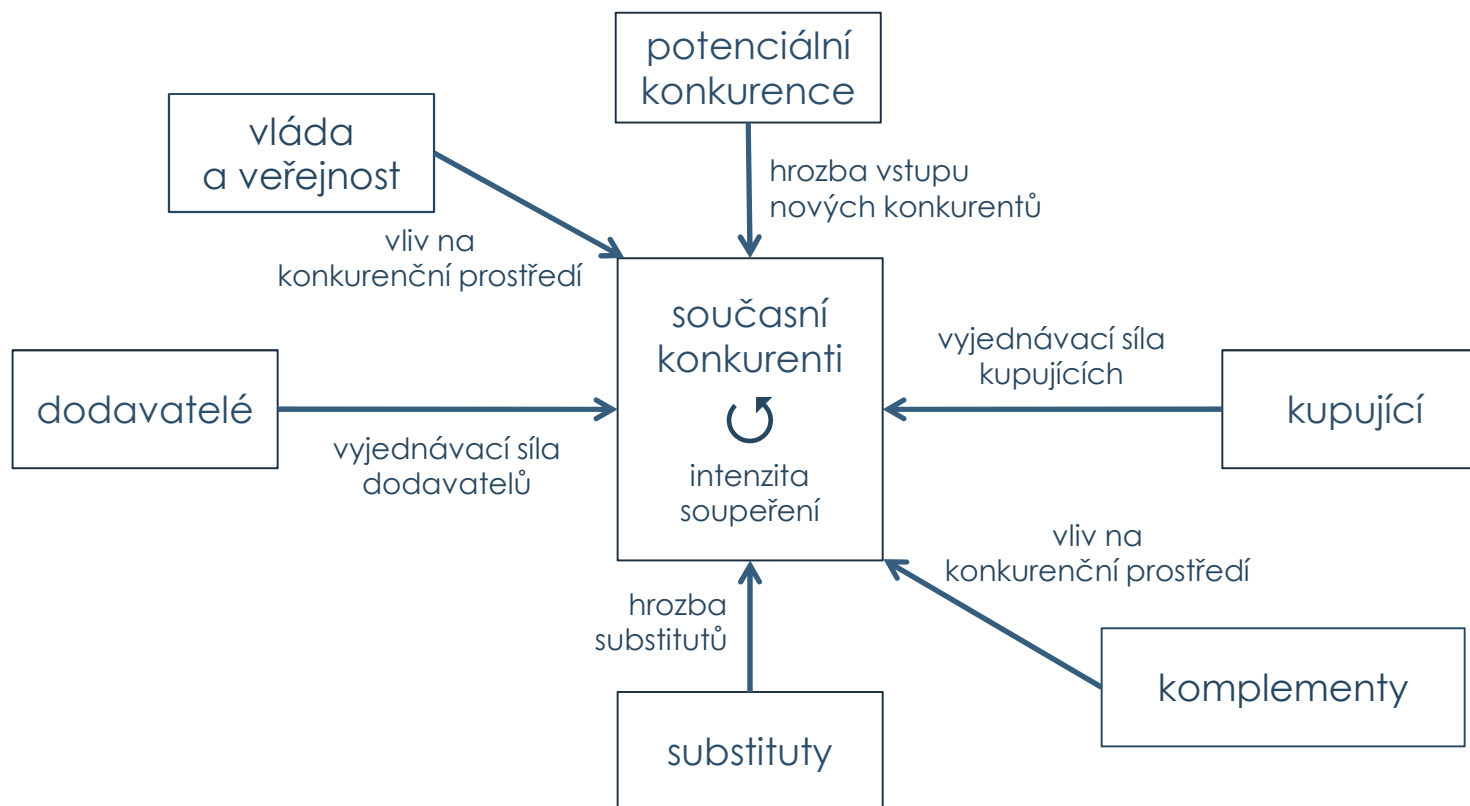 potenciální
konkurence
vláda
a veřejnost
hrozba vstupu
nových konkurentů
vliv na
konkurenční prostředí
současní
konkurenti
intenzita
soupeření
vyjednávací síla
kupujících
kupující
dodavatelé
vyjednávací síla
dodavatelů
vliv na
konkurenční prostředí
hrozba
substitutů
komplementy
substituty